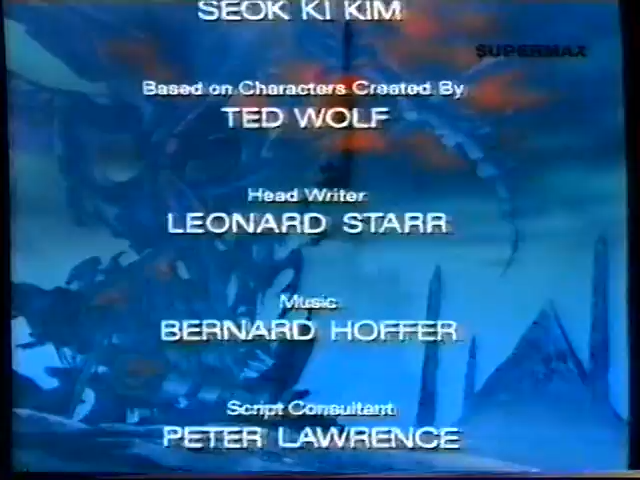 SEOK KI KIM
SUPERMAX
Based on Characters Created By
TED WOLF
Head Writer
LEONARD STARR
Music
BERNARD HOFFER
Script Consultant
PETER LAWRENCE